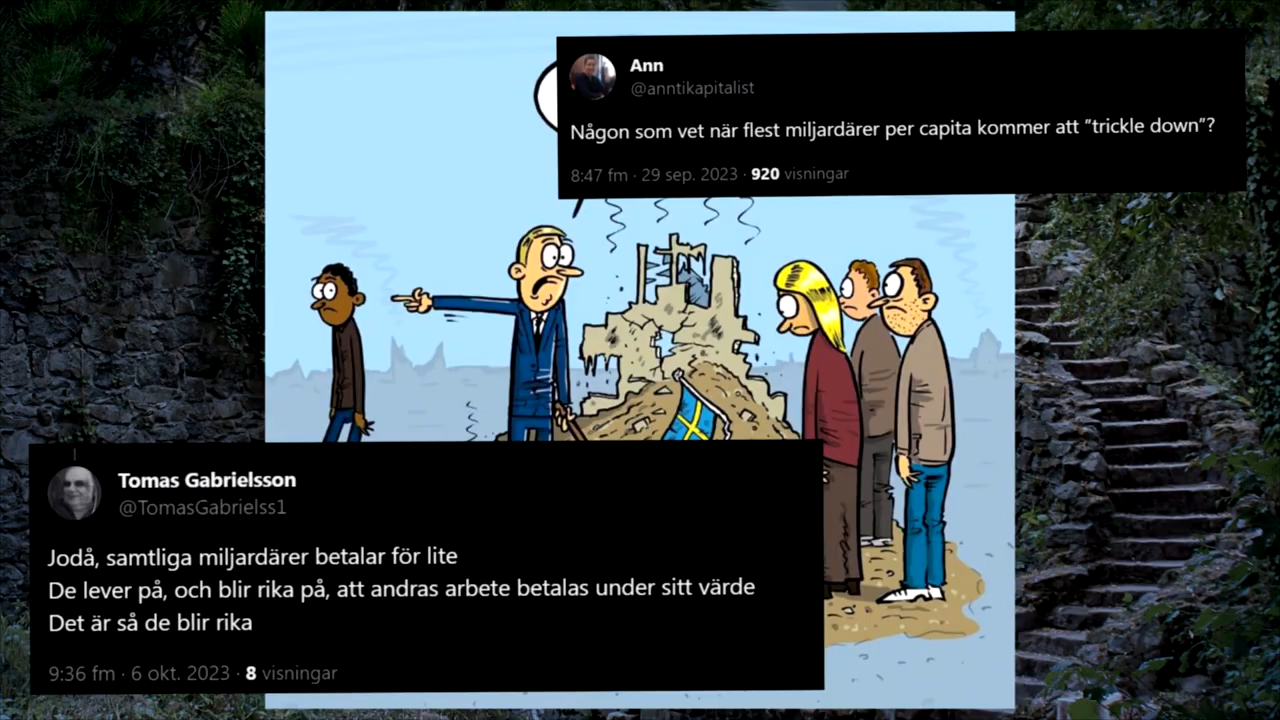 Ann
@anntikapitalist
Någon som vet när flest miljardärer per capita kommer att ”trickle down”?
8:47 fm · 29 sep. 2023 · 920 visningar
Tomas Gabrielsson
@TomasGabrielss1
Jodå, samtliga miljardärer betalar för lite
De lever på, och blir rika på, att andras arbete betalas under sitt värde
Det är så de blir rika
9:36 fm · 6 okt. 2023 · 8 visningar